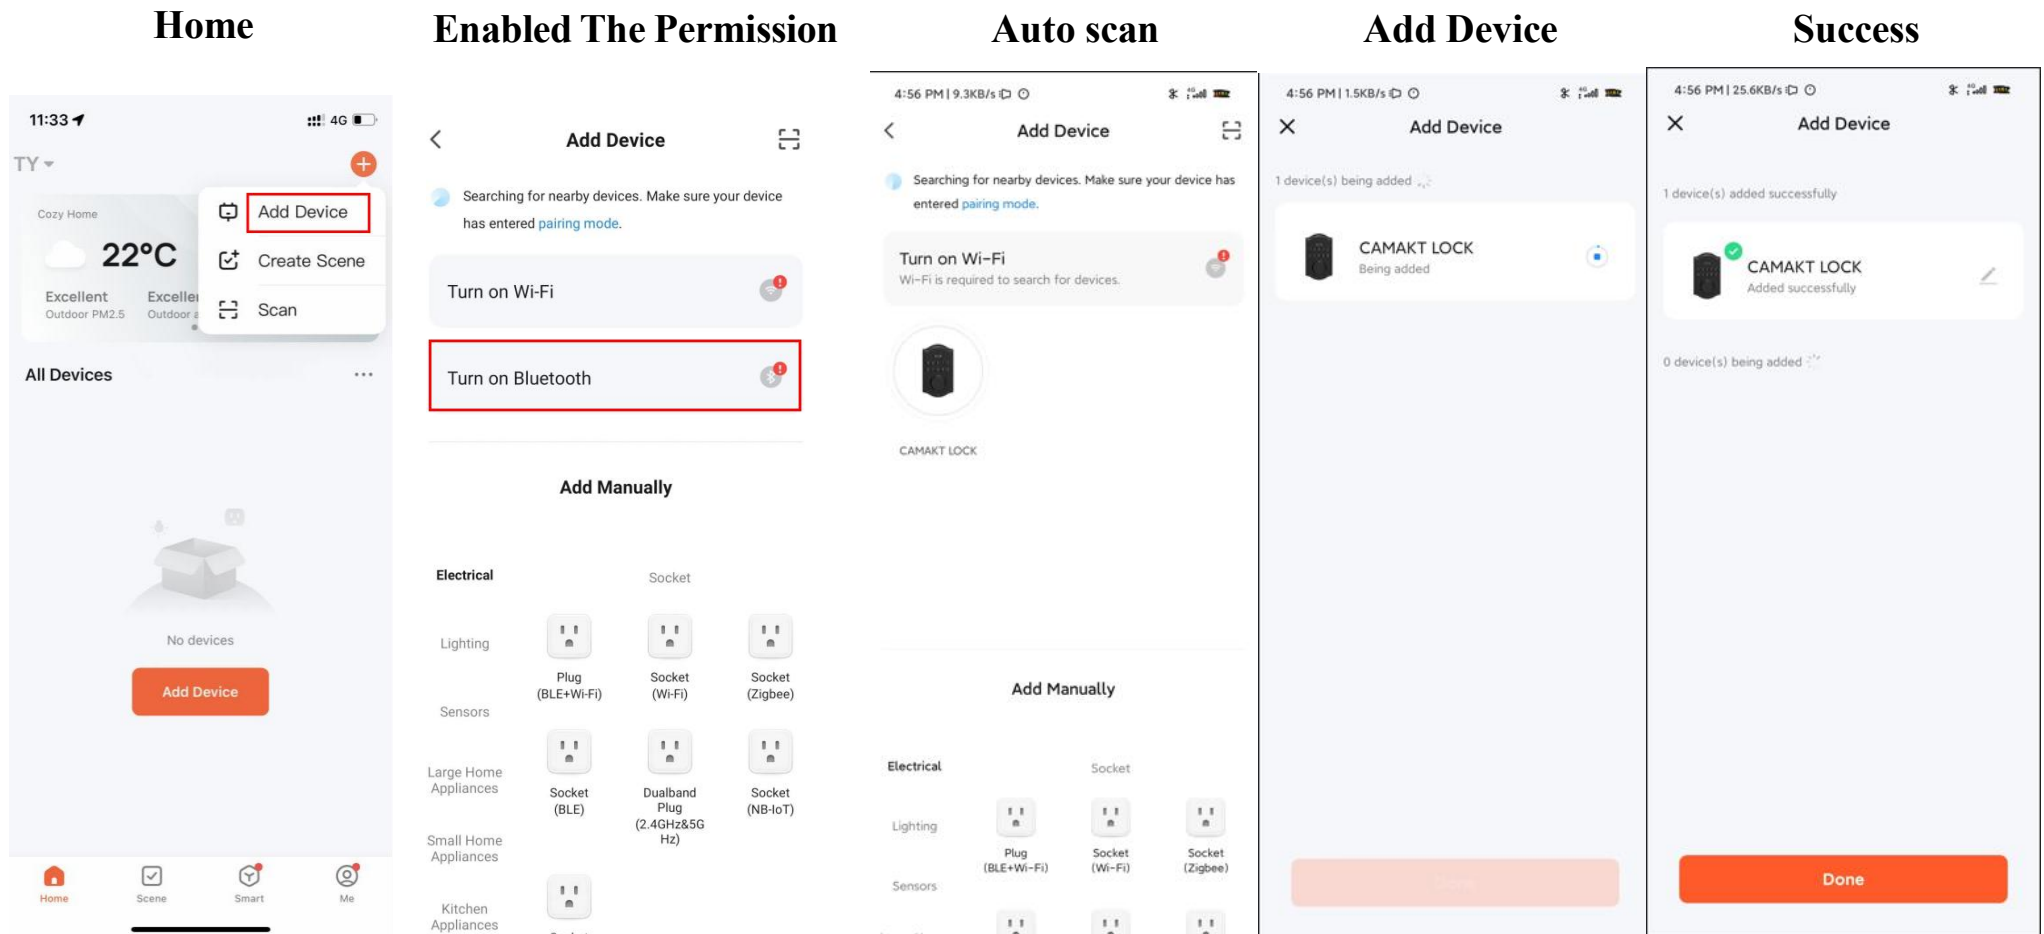 Home
Enabled The Permission
Auto scan
Add Device
Success
11:33
4G
TY
Add Device
Create Scene
Scan
Cozy Home
22°C
Excellent
Outdoor PM2.5
Outdoor
All Devices
No devices
Add Device
Home
Scene
Smart
Me
Add Device
Searching for nearby devices. Make sure your device
has entered pairing mode.
Turn on Wi-Fi
Turn on Bluetooth
Add Manually
Electrical
Lighting
Sensors
Large Home
Appliances
Small Home
Appliances
Kitchen
Appliances
Socket
Plug
(BLE+Wi-Fi)
Socket
(Wi-Fi)
Socket
(Zigbee)
Socket
(BLE)
Dualband
Plug
(2.4GHz&5G
Hz)
Socket
(NB-IoT)
4:56 PM | 9.3KB/s
Add Device
Searching for nearby devices. Make sure your device has
entered pairing mode.
Turn on Wi-Fi
Wi-Fi is required to search for devices.
CAMAKT LOCK
Add Manually
Electrical
Lighting
Sensors
Socket
Plug
(BLE+Wi-Fi)
Socket
(Wi-Fi)
Socket
(Zigbee)
4:56 PM | 1.5KB/s
Add Device
1 device(s) being added
CAMAKT LOCK
Being added
4:56 PM | 25.6KB/s
Add Device
1 device(s) added successfully
CAMAKT LOCK
Added successfully
0 device(s) being added
Done